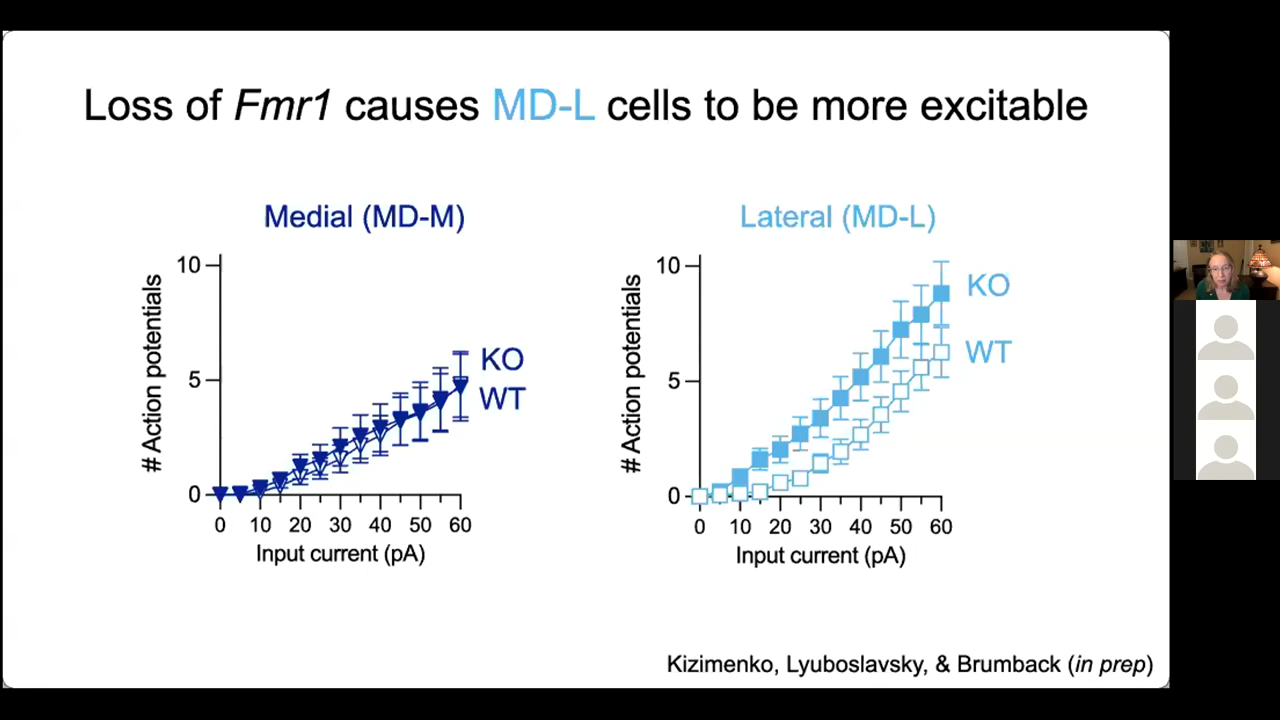 Loss of Fmr1 causes MD-L cells to be more excitable
Medial (MD-M)
# Action potentials
10
5
0
KO
WT
0 10 20 30 40 50 60
Input current (pA)
Lateral (MD-L)
# Action potentials
10
5
0
KO
WT
0 10 20 30 40 50 60
Input current (pA)
Kizimenko, Lyuboslavsky, & Brumback (in prep)